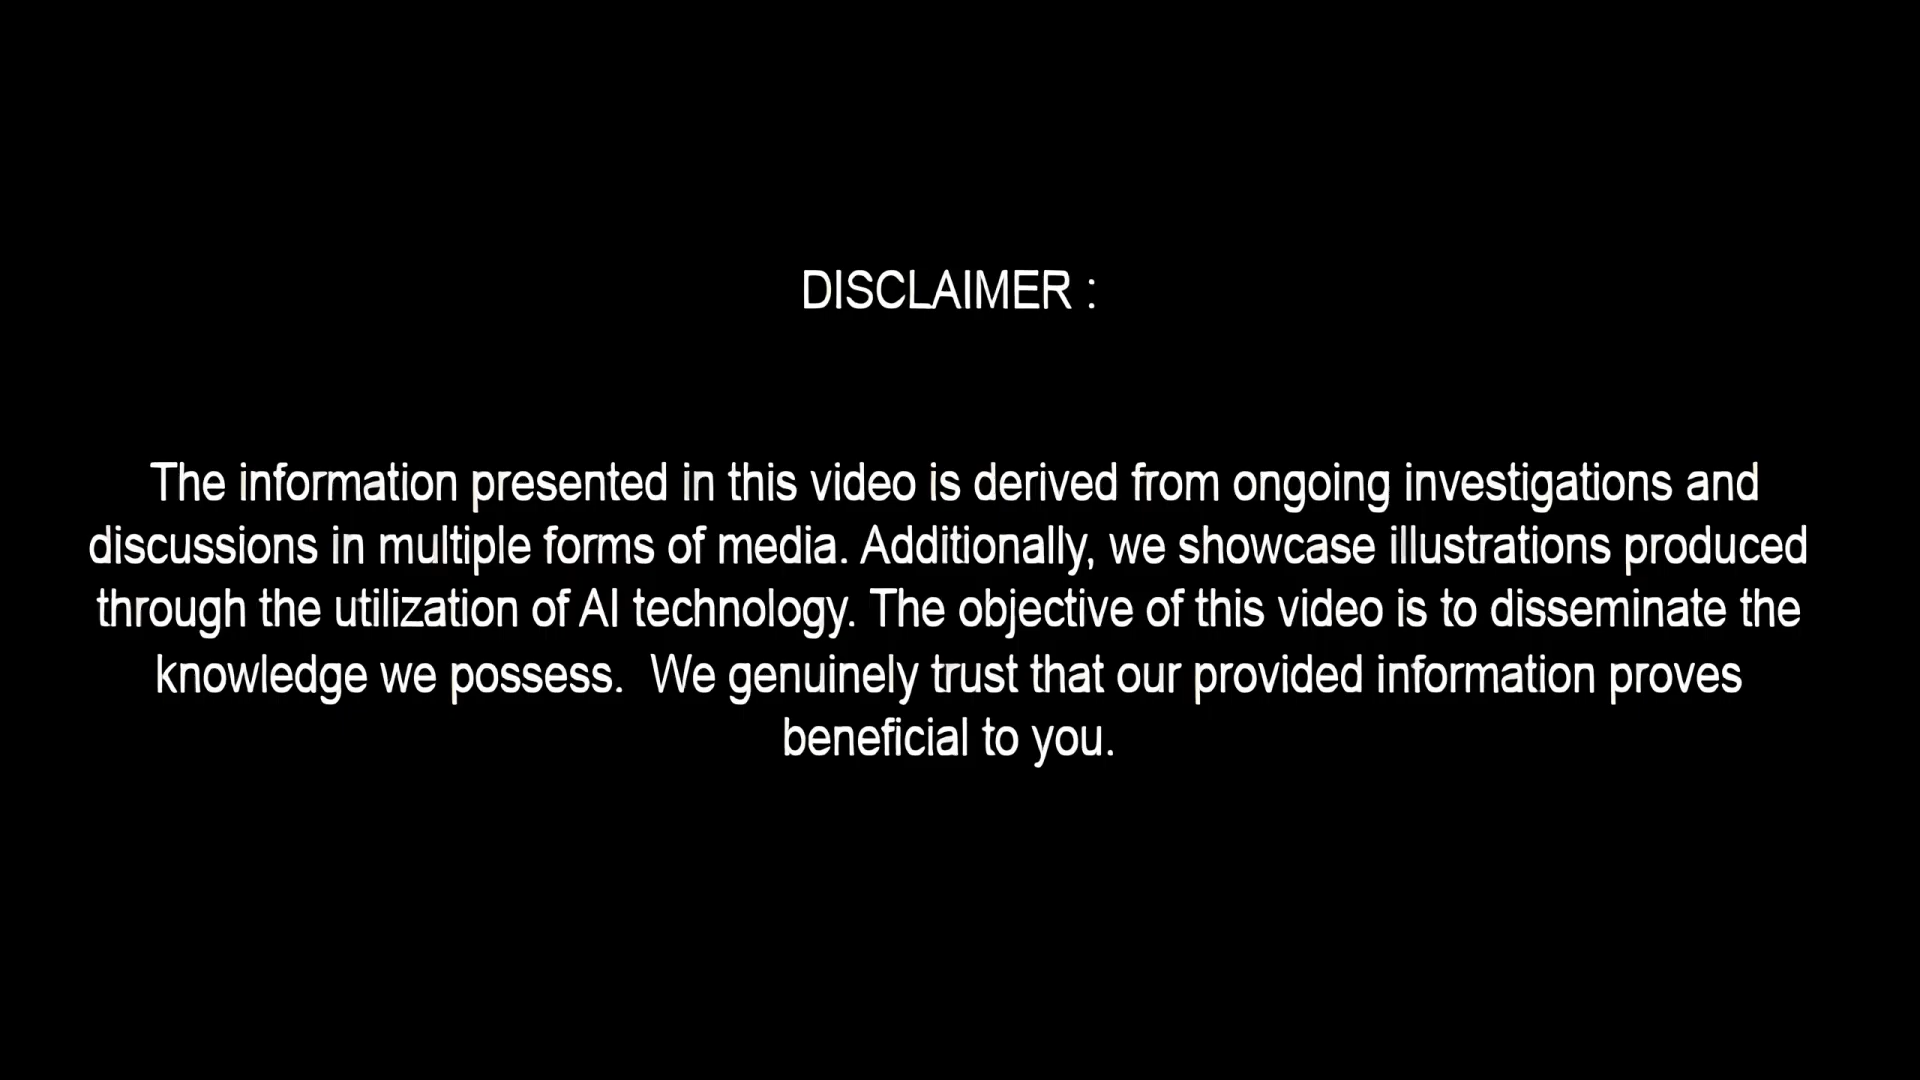 DISCLAIMER :
The information presented in this video is derived from ongoing investigations and
discussions in multiple forms of media. Additionally, we showcase illustrations produced
through the utilization of AI technology. The objective of this video is to disseminate the
knowledge we possess.  We genuinely trust that our provided information proves
beneficial to you.